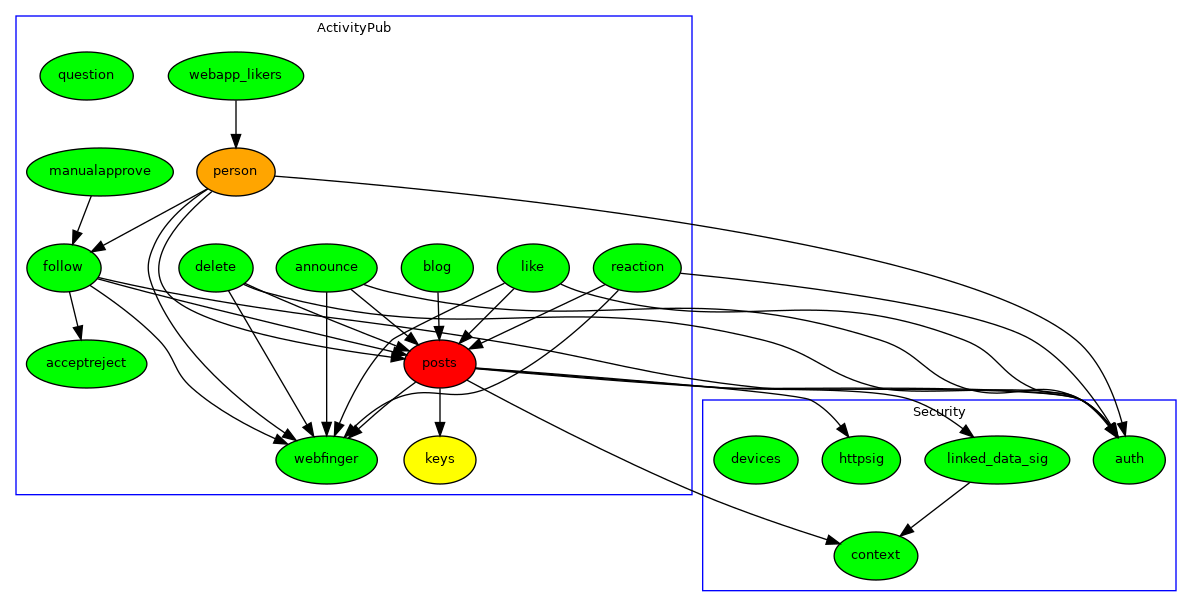 ActivityPub
question
webapp_likers
manualapprove
person
follow
delete
announce
blog
like
reaction
acceptreject
posts
Security
webfinger
keys
devices
httpsig
linked_data_sig
auth
context